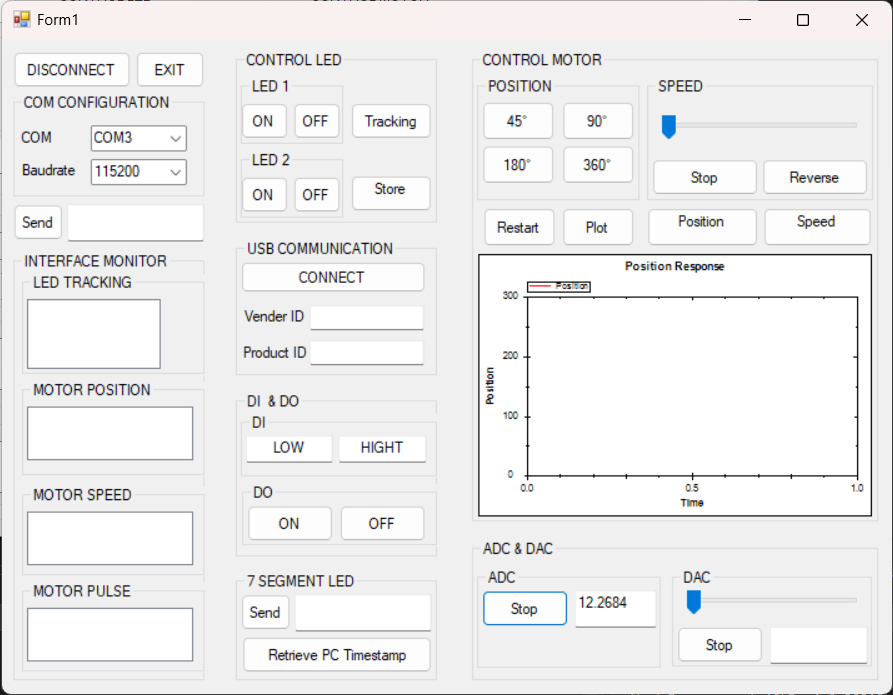 Form1
DISCONNECT
EXIT
COM CONFIGURATION
COM
COM3
Baudrate
115200
Send
INTERFACE MONITOR
LED TRACKING
MOTOR POSITION
MOTOR SPEED
MOTOR PULSE
CONTROL LED
LED 1
ON
OFF
Tracking
LED 2
ON
OFF
Store
USB COMMUNICATION
CONNECT
Vender ID
Product ID
DI & DO
DI
LOW
HIGHT
DO
ON
OFF
7 SEGMENT LED
Send
Retrieve PC Timestamp
CONTROL MOTOR
POSITION
45°
90°
180°
360°
SPEED
Stop
Reverse
Restart
Plot
Position
Speed
Position Response
Position
300
200
100
0
Position
0.0
0.5
1.0
Time
ADC & DAC
ADC
Stop
12.2684
DAC
Stop